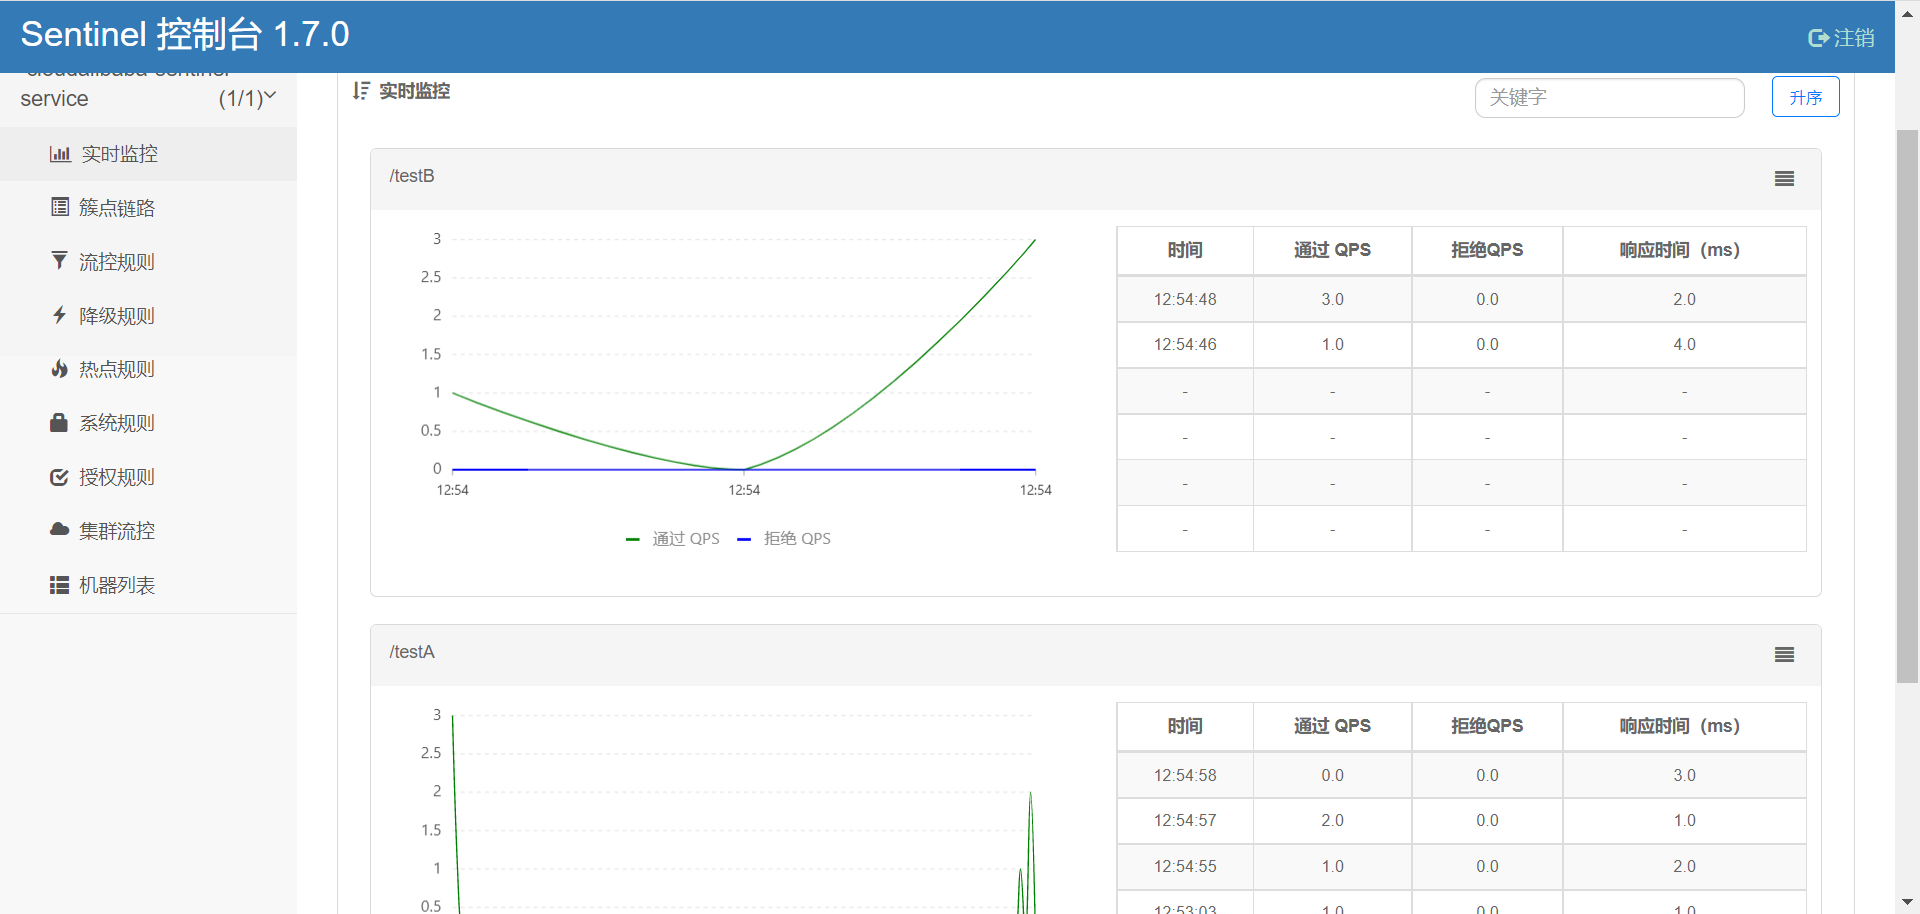 Sentinel 控制台 1.7.0
注销
cloudalibaba-sentinel-
service (1/1)
实时监控
簇点链路
流控规则
降级规则
热点规则
系统规则
授权规则
集群流控
机器列表
实时监控
关键字
升序
/testB
3
2.5
2
1.5
1
0.5
0
12:54 12:54 12:54
通过 QPS 拒绝 QPS
时间 通过 QPS 拒绝QPS 响应时间（ms）
12:54:48 3.0 0.0 2.0
12:54:46 1.0 0.0 4.0
- - - -
- - - -
- - - -
- - - -
/testA
3
2.5
2
1.5
1
0.5
时间 通过 QPS 拒绝QPS 响应时间（ms）
12:54:58 0.0 0.0 3.0
12:54:57 2.0 0.0 1.0
12:54:55 1.0 0.0 2.0
12:53:03 1.0 0.0 1.0